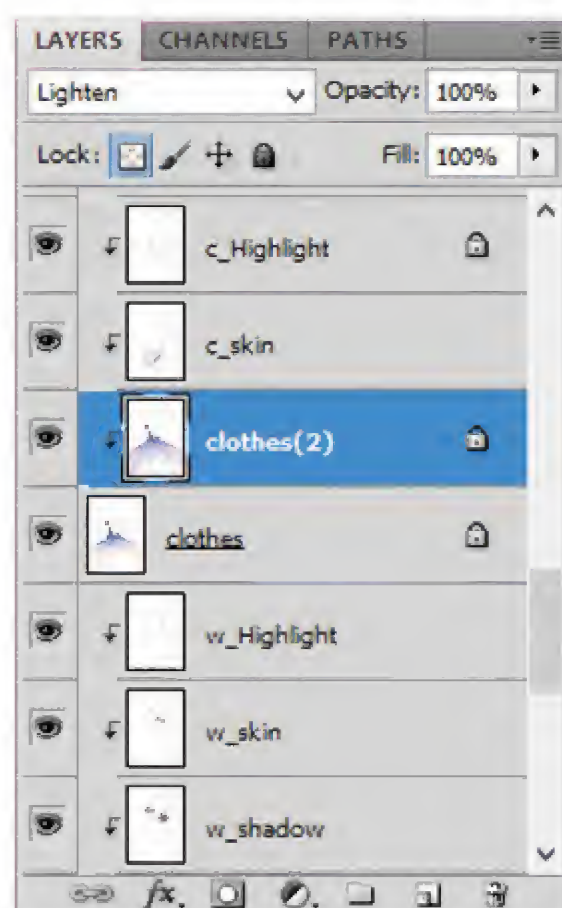 LAYERS CHANNELS PATHS
Lighten Opacity: 100%
Lock: Fill: 100%
c_Highlight
c_skin
clothes(2)
clothes
w_Highlight
w_skin
w_shadow
fx.